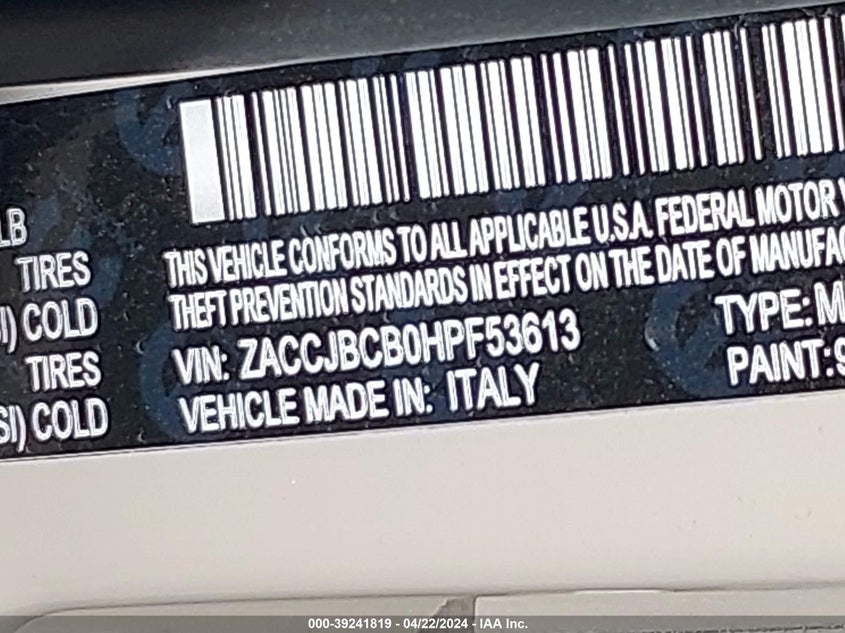 LB
TIRES
I) COLD
TIRES
SI) COLD
THIS VEHICLE CONFORMS TO ALL APPLICABLE U.S.A. FEDERAL MOTOR V
THEFT PREVENTION STANDARDS IN EFFECT ON THE DATE OF MANUFAC
VIN: ZACCJBCB0HPF53613
TYPE: M
VEHICLE MADE IN: ITALY
PAINT:
000-39241819 - 04/22/2024 - IAA Inc.